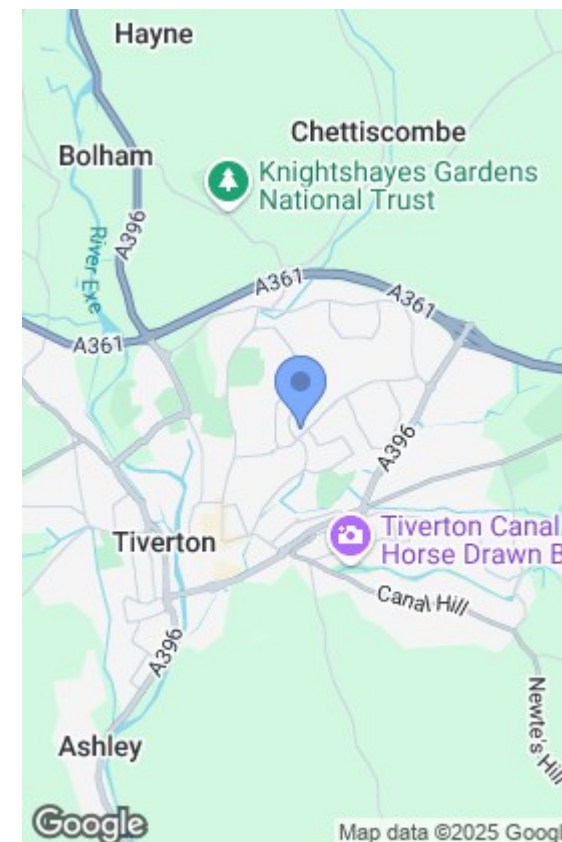 Hayne
Chettiscombe
Bolham
Knightshayes Gardens
National Trust
A396
River Exe
A361
A361
A361
A396
Tiverton
Tiverton Canal
Horse Drawn B
Canal Hill
A396
Newte's Hill
Ashley
Google
Map data ©2025 Googl